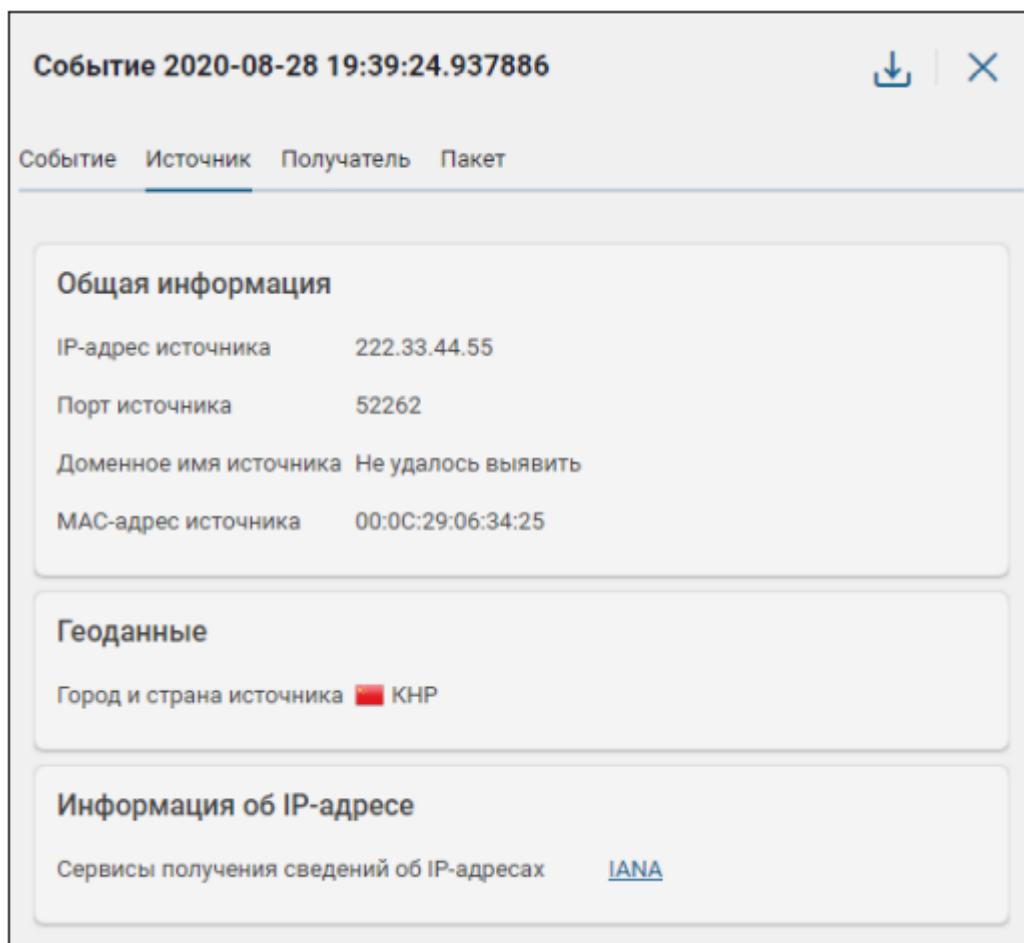 Событие 2020-08-28 19:39:24.937886
Событие Источник Получатель Пакет
Общая информация
IP-адрес источника 222.33.44.55
Порт источника 52262
Доменное имя источника Не удалось выявить
MAC-адрес источника 00:0C:29:06:34:25
Геоданные
Город и страна источника КНР
Информация об IP-адресе
Сервисы получения сведений об IP-адресах IANA